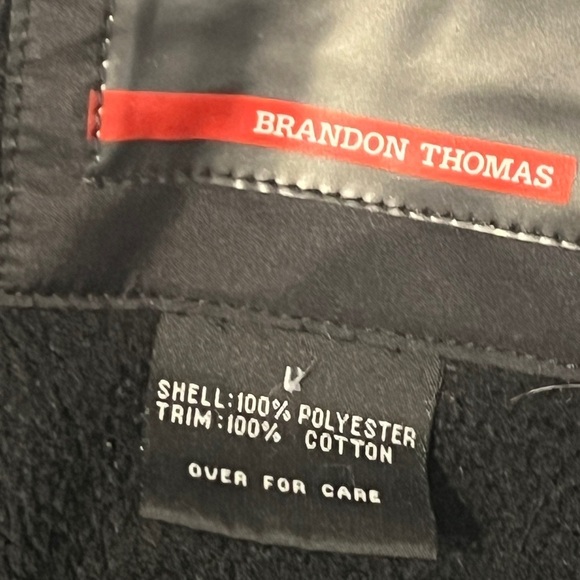 BRANDON THOMAS
SHELL:100% POLYESTER
TRIM:100% COTTON
OVER FOR CARE